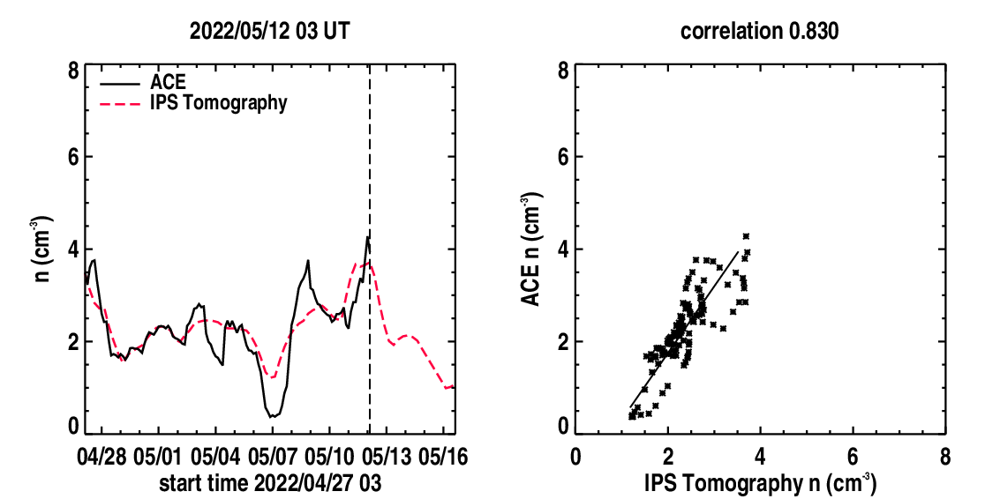 2022/05/12 03 UT
ACE
IPS Tomography
n (cm⁻³)
8
6
4
2
0
04/28 05/01 05/04 05/07 05/10 05/13 05/16
start time 2022/04/27 03
correlation 0.830
ACE n (cm⁻³)
8
6
4
2
0
0 2 4 6 8
IPS Tomography n (cm⁻³)